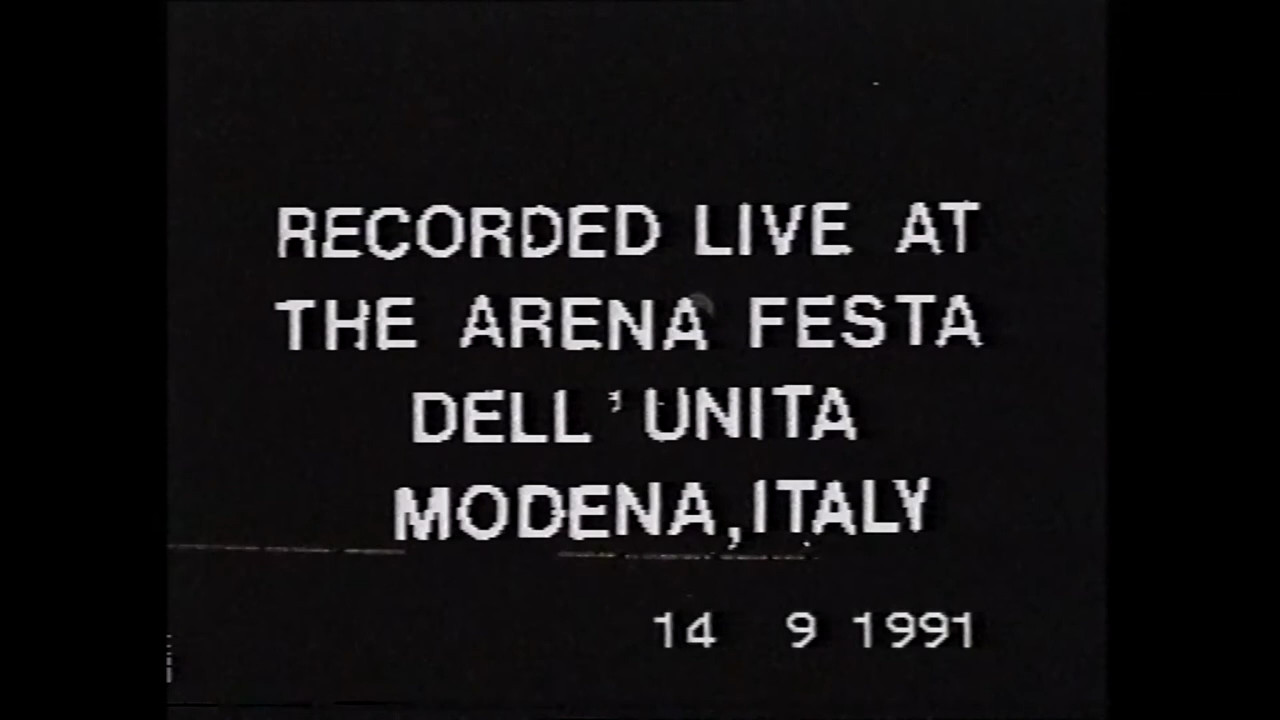 RECORDED LIVE AT
THE ARENA FESTA
DELL'UNITA
MODENA,ITALY
14 9 1991